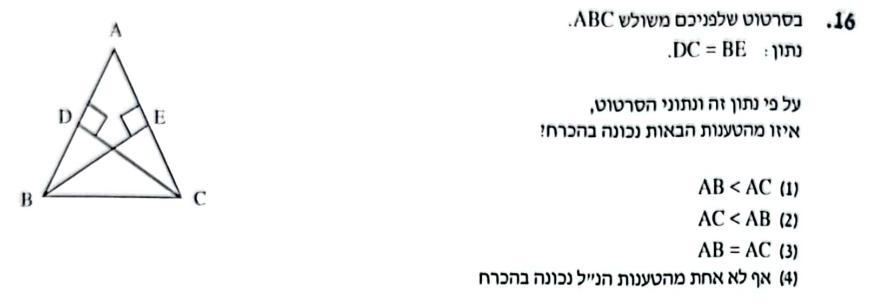 16. בסרטוט שלפניכם משולש ABC.
נתון: DC = BE.
על פי נתון זה ונתוני הסרטוט,
איזו מהטענות הבאות נכונה בהכרח?
(1) AB < AC
(2) AC < AB
(3) AB = AC
(4) אף לא אחת מהטענות הנ"ל נכונה בהכרח
A
D
E
B
C